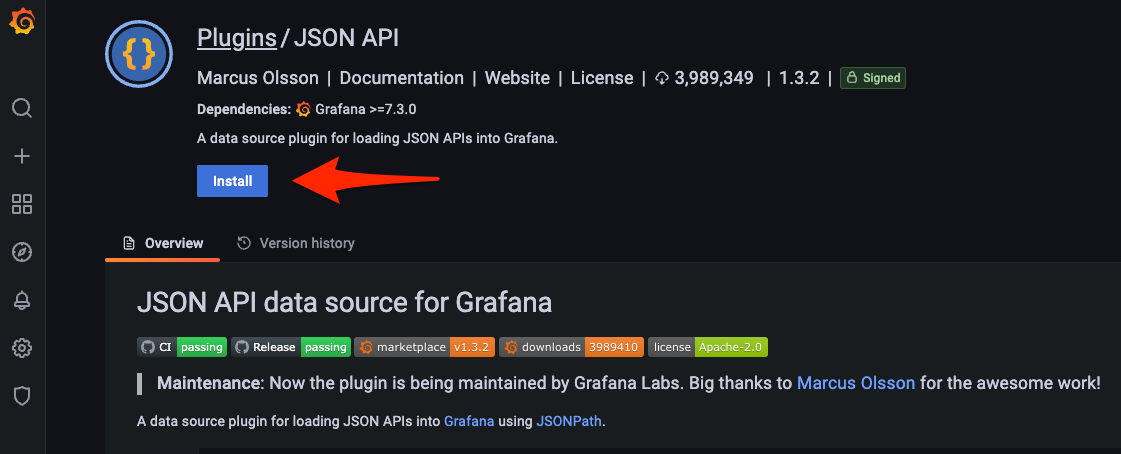 Plugins / JSON API
Marcus Olsson | Documentation | Website | License | 3,989,349 | 1.3.2 | Signed
Dependencies: Grafana >=7.3.0
A data source plugin for loading JSON APIs into Grafana.
Install
Overview Version history
JSON API data source for Grafana
CI passing Release passing marketplace v1.3.2 downloads 3989410 license Apache-2.0
Maintenance: Now the plugin is being maintained by Grafana Labs. Big thanks to Marcus Olsson for the awesome work!
A data source plugin for loading JSON APIs into Grafana using JSONPath.